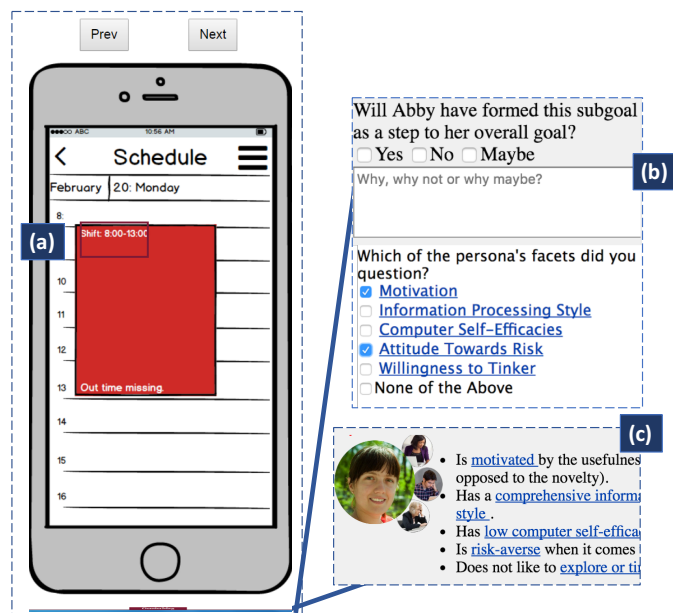 Prev Next
ABC 10:56 AM
Schedule
February 20: Monday
8:
Shift: 8:00-13:00
(a)
10
11
12
13 Out time missing.
14
15
16
Will Abby have formed this subgoal
as a step to her overall goal?
Yes No Maybe
Why, why not or why maybe?
(b)
Which of the persona's facets did you
question?
Motivation
Information Processing Style
Computer Self-Efficacies
Attitude Towards Risk
Willingness to Tinker
None of the Above
(c)
Is motivated by the usefulnes
opposed to the novelty).
Has a comprehensive informa
style .
Has low computer self-effica
Is risk-averse when it comes
Does not like to explore or ti